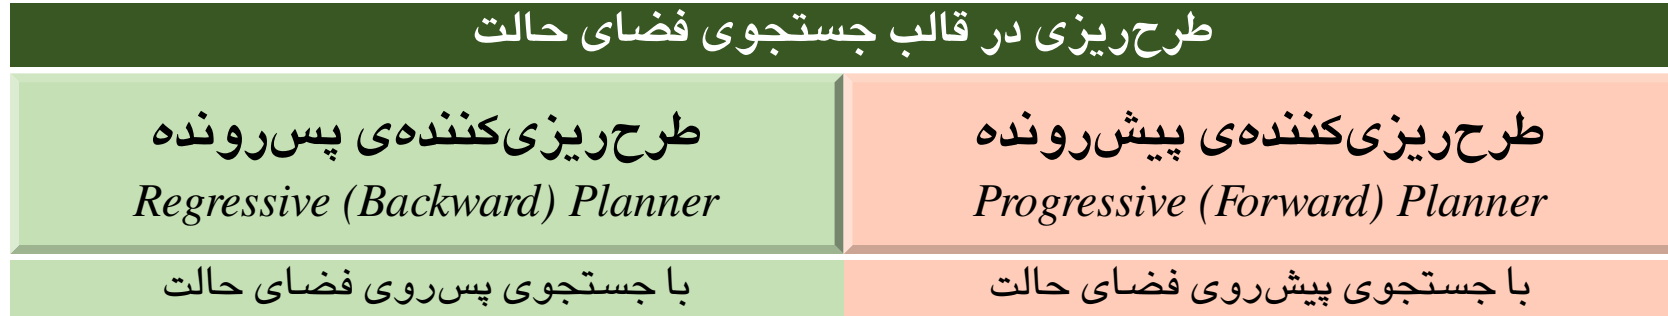 طرح‌ریزی در قالب جستجوی فضای حالت
طرح‌ریزی‌کننده‌ی پیش‌رونده
Progressive (Forward) Planner
با جستجوی پیش‌روی فضای حالت
طرح‌ریزی‌کننده‌ی پس‌رونده
Regressive (Backward) Planner
با جستجوی پس‌روی فضای حالت